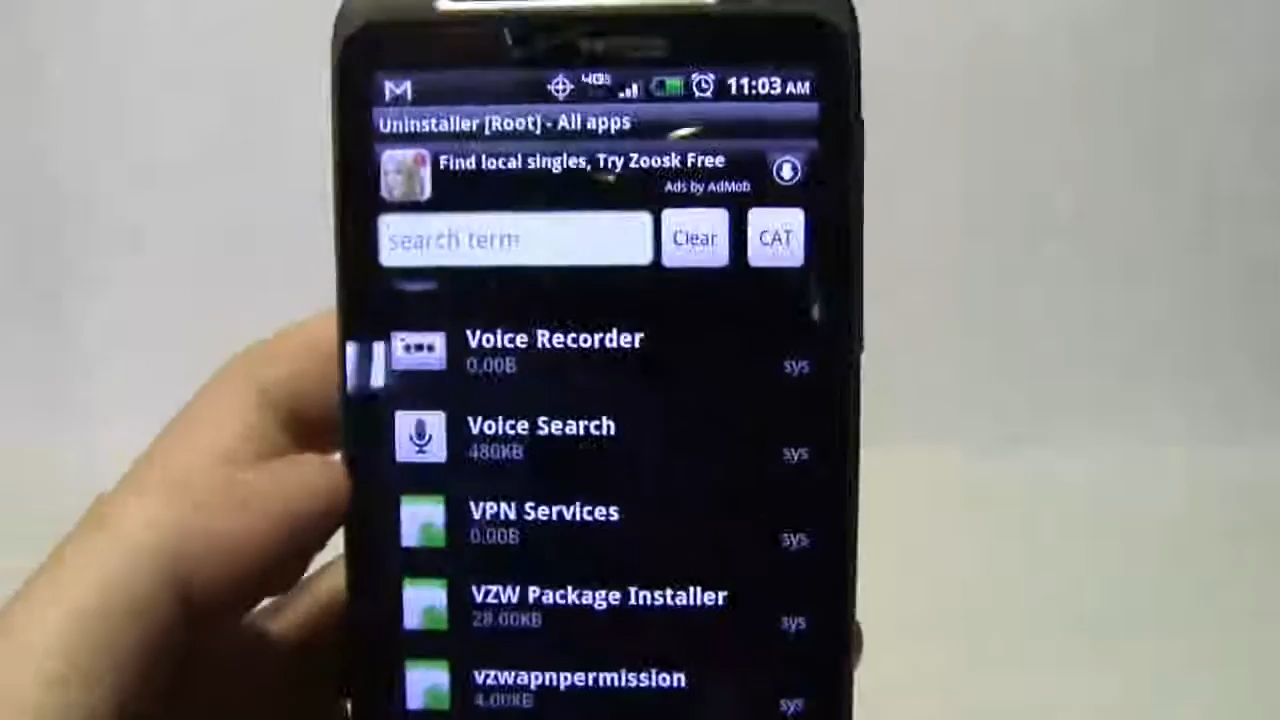 11:03 AM
Uninstaller [Root] - All apps
Find local singles, Try Zoosk Free
Ads by AdMob
search term
Clear
CAT
Voice Recorder
0.00B
sys
Voice Search
480KB
sys
VPN Services
0.00B
sys
VZW Package Installer
28.00KB
sys
vzwapnpermission
4.00KB
sys